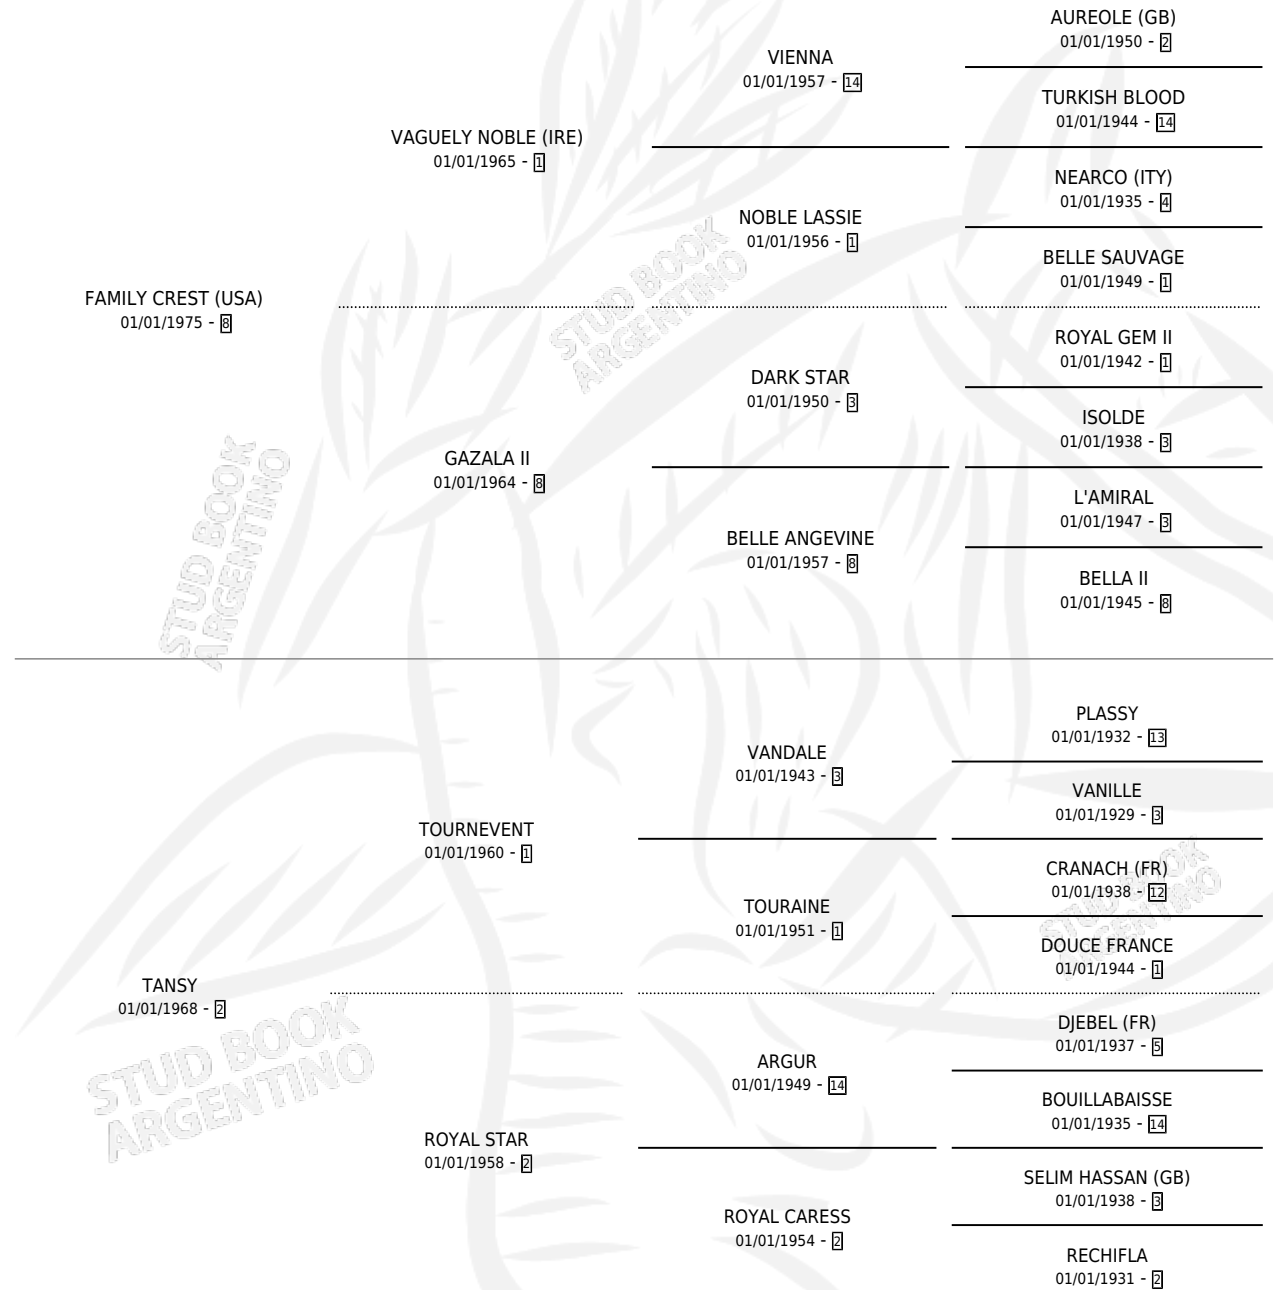 AUREOLE (GB)
01/01/1950 - 2
VIENNA
01/01/1957 - 14
TURKISH BLOOD
01/01/1944 - 14
VAGUELY NOBLE (IRE)
01/01/1965 - 1
NEARCO (ITY)
01/01/1935 - 4
NOBLE LASSIE
01/01/1956 - 1
BELLE SAUVAGE
01/01/1949 - 1
FAMILY CREST (USA)
01/01/1975 - 8
ROYAL GEM II
01/01/1942 - 1
DARK STAR
01/01/1950 - 3
ISOLDE
01/01/1938 - 3
GAZALA II
01/01/1964 - 8
L'AMIRAL
01/01/1947 - 3
BELLE ANGEVINE
01/01/1957 - 8
BELLA II
01/01/1945 - 8
PLASSY
01/01/1932 - 13
VANDALE
01/01/1943 - 3
VANILLE
01/01/1929 - 3
TOURNEVENT
01/01/1960 - 1
CRANACH (FR)
01/01/1938 - 12
TOURAINE
01/01/1951 - 1
DOUCE FRANCE
01/01/1944 - 1
TANSY
01/01/1968 - 2
DJEBEL (FR)
01/01/1937 - 5
ARGUR
01/01/1949 - 14
BOUILLABAISSE
01/01/1935 - 14
ROYAL STAR
01/01/1958 - 2
SELIM HASSAN (GB)
01/01/1938 - 3
ROYAL CARESS
01/01/1954 - 2
RECHIFLA
01/01/1931 - 2
STUD BOOK
ARGENTINO
STUD BOOK
ARGENTINO
STUD BOOK
ARGENTINO
STUD BOOK
ARGENTINO